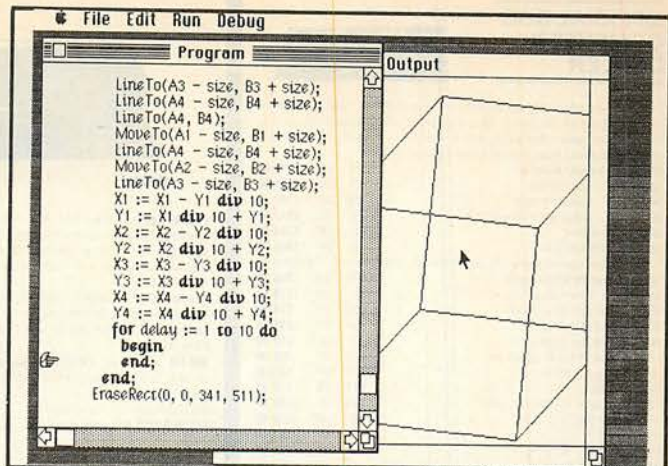 File Edit Run Debug
Program
LineTo(A3 - size, B3 + size);
LineTo(A4 - size, B4 + size);
LineTo(A4, B4);
MoveTo(A1 - size, B1 + size);
LineTo(A4 - size, B4 + size);
MoveTo(A2 - size, B2 + size);
LineTo(A3 - size, B3 + size);
X1 := X1 - Y1 div 10;
Y1 := X1 div 10 + Y1;
X2 := X2 - Y2 div 10;
Y2 := X2 div 10 + Y2;
X3 := X3 - Y3 div 10;
Y3 := X3 div 10 + Y3;
X4 := X4 - Y4 div 10;
Y4 := X4 div 10 + Y4;
for delay := 1 to 10 do
begin
end;
end;
EraseRect(0, 0, 341, 511);
Output